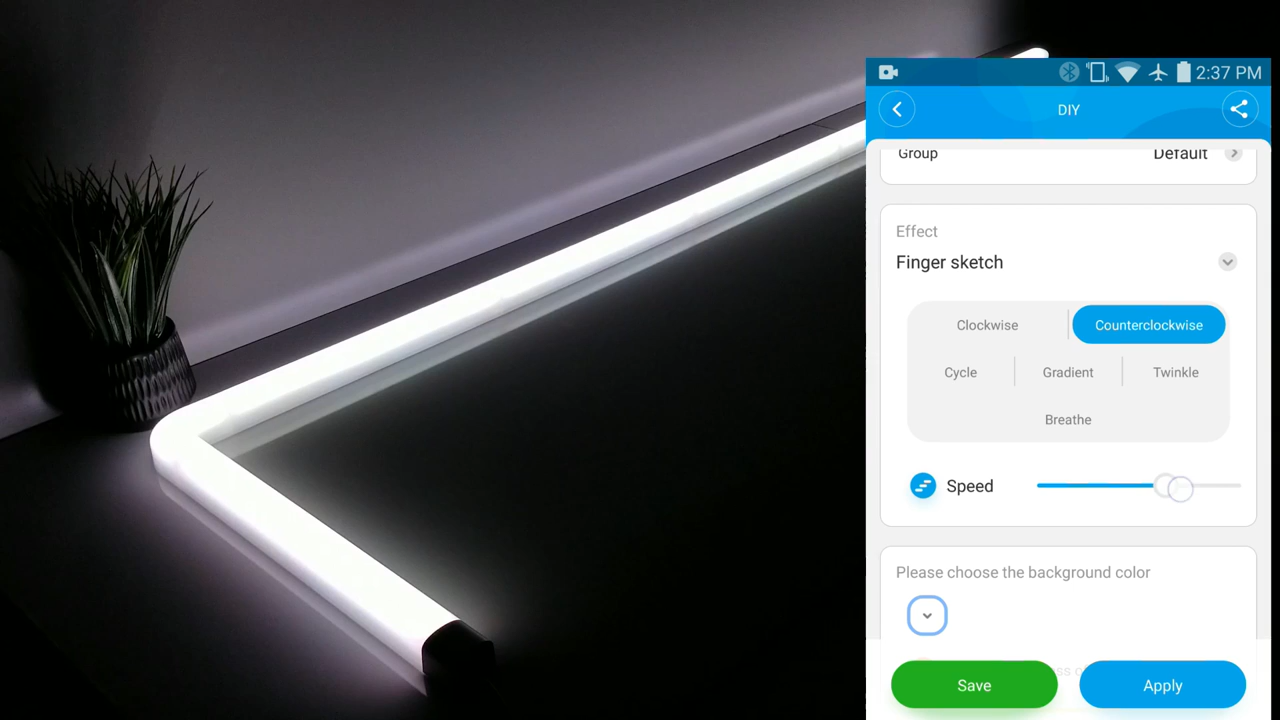 2:37 PM
DIY
Group Default
Effect
Finger sketch
Clockwise Counterclockwise
Cycle Gradient Twinkle
Breathe
Speed
Please choose the background color
Save Apply